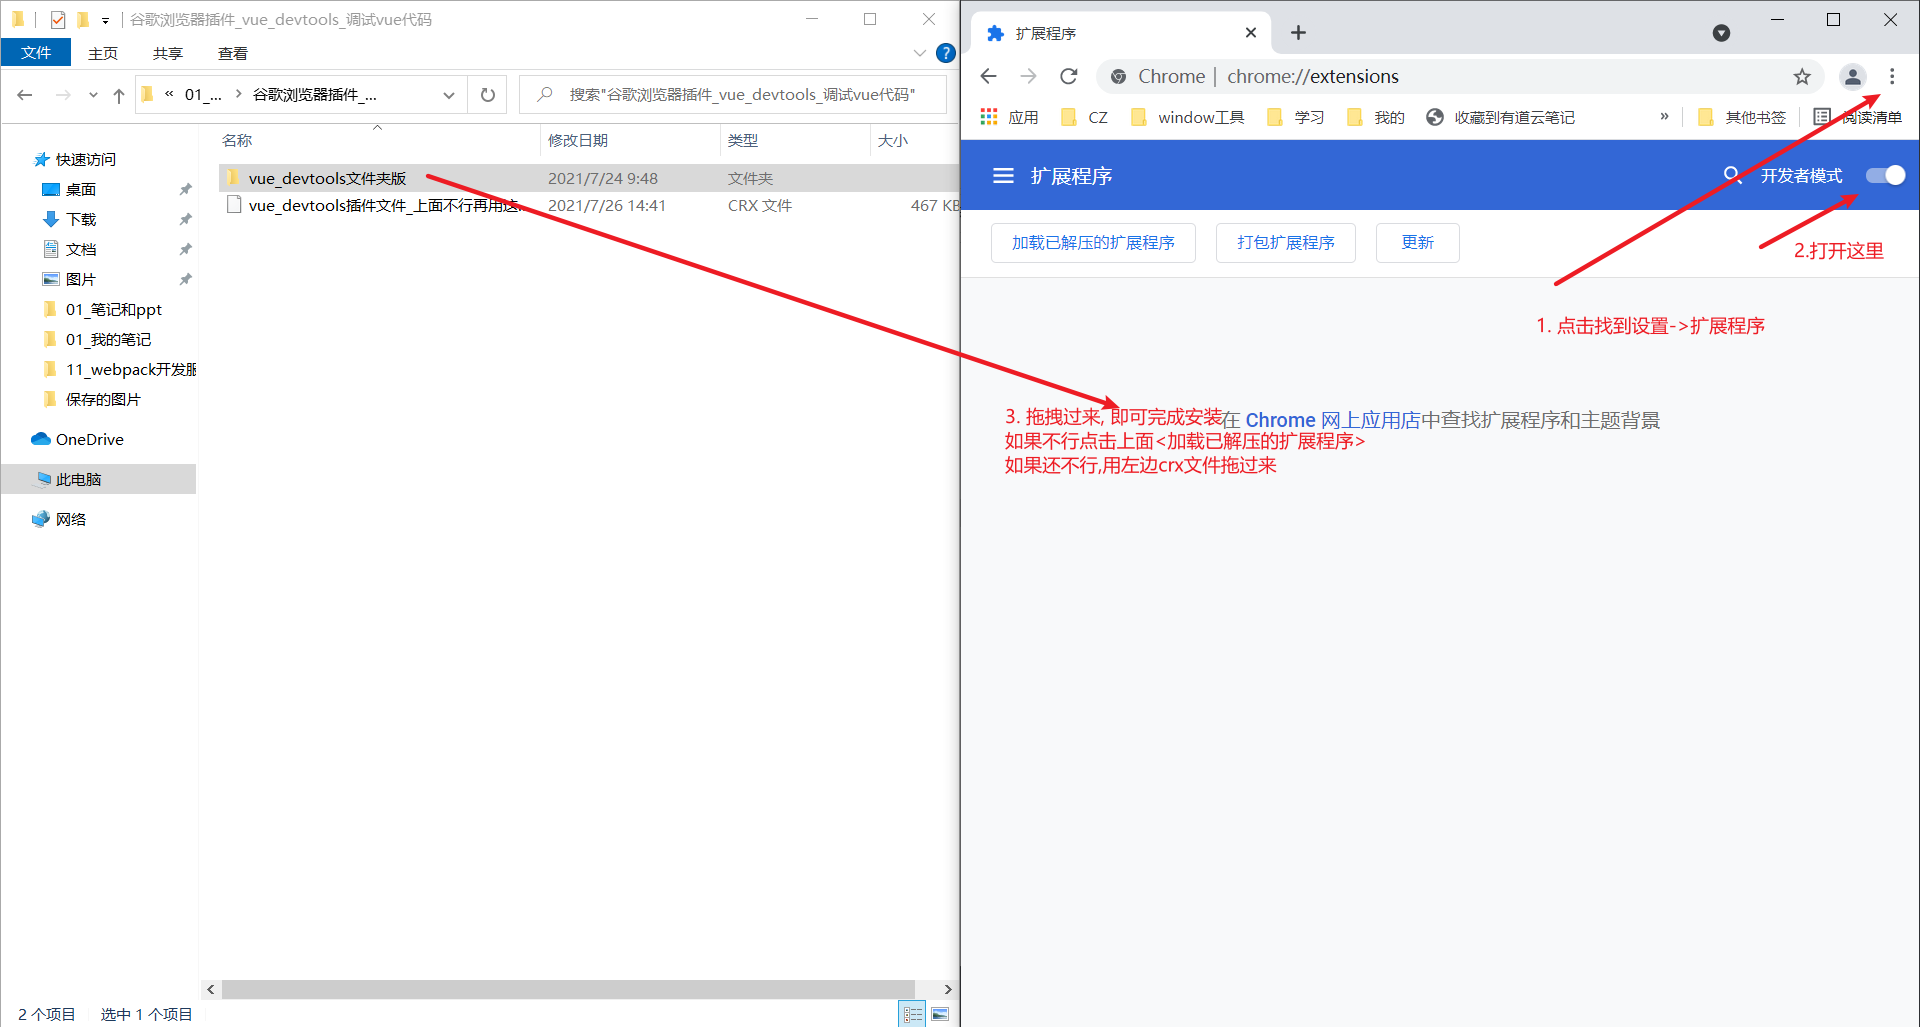 谷歌浏览器插件_vue_devtools_调试vue代码
文件 主页 共享 查看
« 01_... 谷歌浏览器插件_...
搜索"谷歌浏览器插件_vue_devtools_调试vue代码"
名称 修改日期 类型 大小
vue_devtools文件夹版 2021/7/24 9:48 文件夹
vue_devtools插件文件_上面不行再用这... 2021/7/26 14:41 CRX 文件 467 KB
快速访问
桌面
下载
文档
图片
01_笔记和ppt
01_我的笔记
11_webpack开发服
保存的图片
OneDrive
此电脑
网络
2 个项目 选中 1 个项目
扩展程序
Chrome | chrome://extensions
应用 CZ window工具 学习 我的 收藏到有道云笔记 » 其他书签 阅读清单
扩展程序 开发者模式
加载已解压的扩展程序 打包扩展程序 更新
2.打开这里
1. 点击找到设置->扩展程序
3. 拖拽过来, 即可完成安装
在 Chrome 网上应用店中查找扩展程序和主题背景
如果不行点击上面<加载已解压的扩展程序>
如果还不行,用左边crx文件拖过来